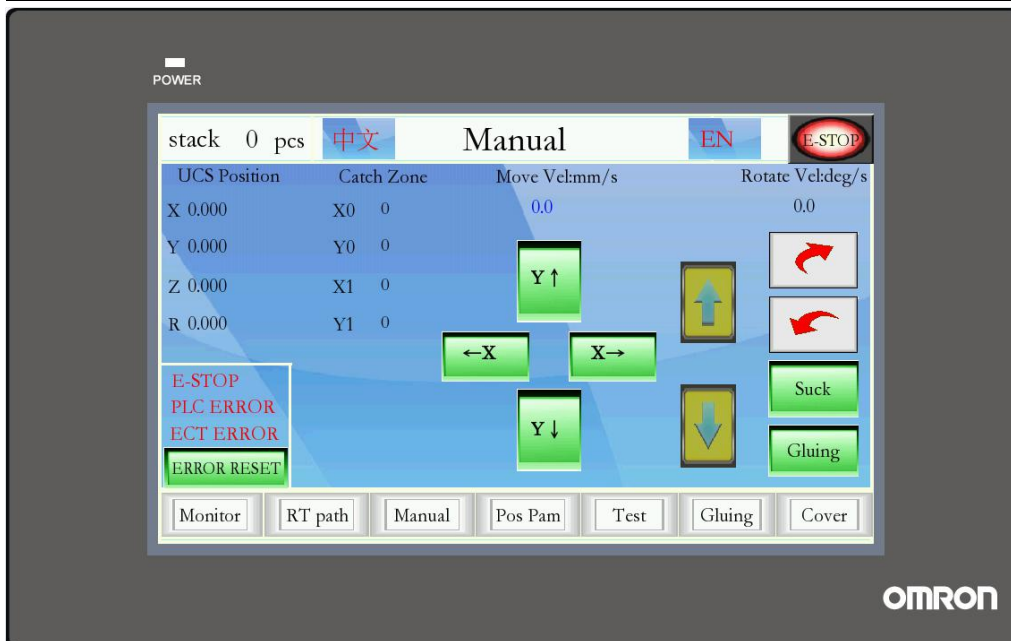 POWER
stack 0 pcs 中文 Manual EN E-STOP
UCS Position Catch Zone Move Vel:mm/s Rotate Vel:deg/s
X 0.000 X0 0 0.0 0.0
Y 0.000 Y0 0
Y↑
Z 0.000 X1 0
R 0.000 Y1 0
←X X→
E-STOP
Suck
PLC ERROR
ECT ERROR
Y↓
Gluing
ERROR RESET
Monitor RT path Manual Pos Pam Test Gluing Cover
OMRON